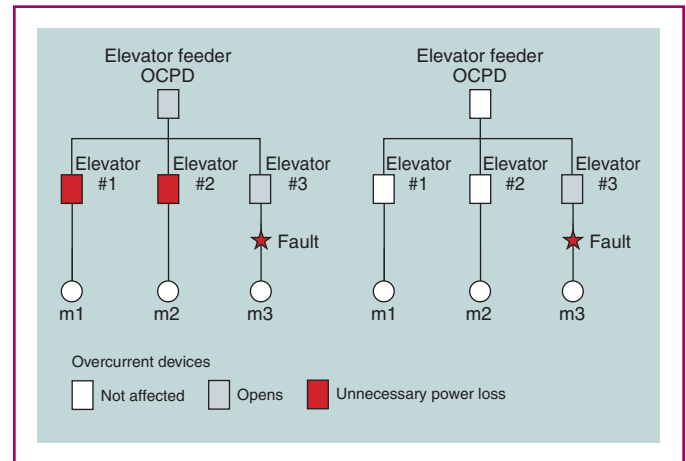 Elevator feeder
OCPD
Elevator
#1
Elevator
#2
Elevator
#3
Fault
m1
m2
m3
Elevator feeder
OCPD
Elevator
#1
Elevator
#2
Elevator
#3
Fault
m1
m2
m3
Overcurrent devices
Not affected
Opens
Unnecessary power loss